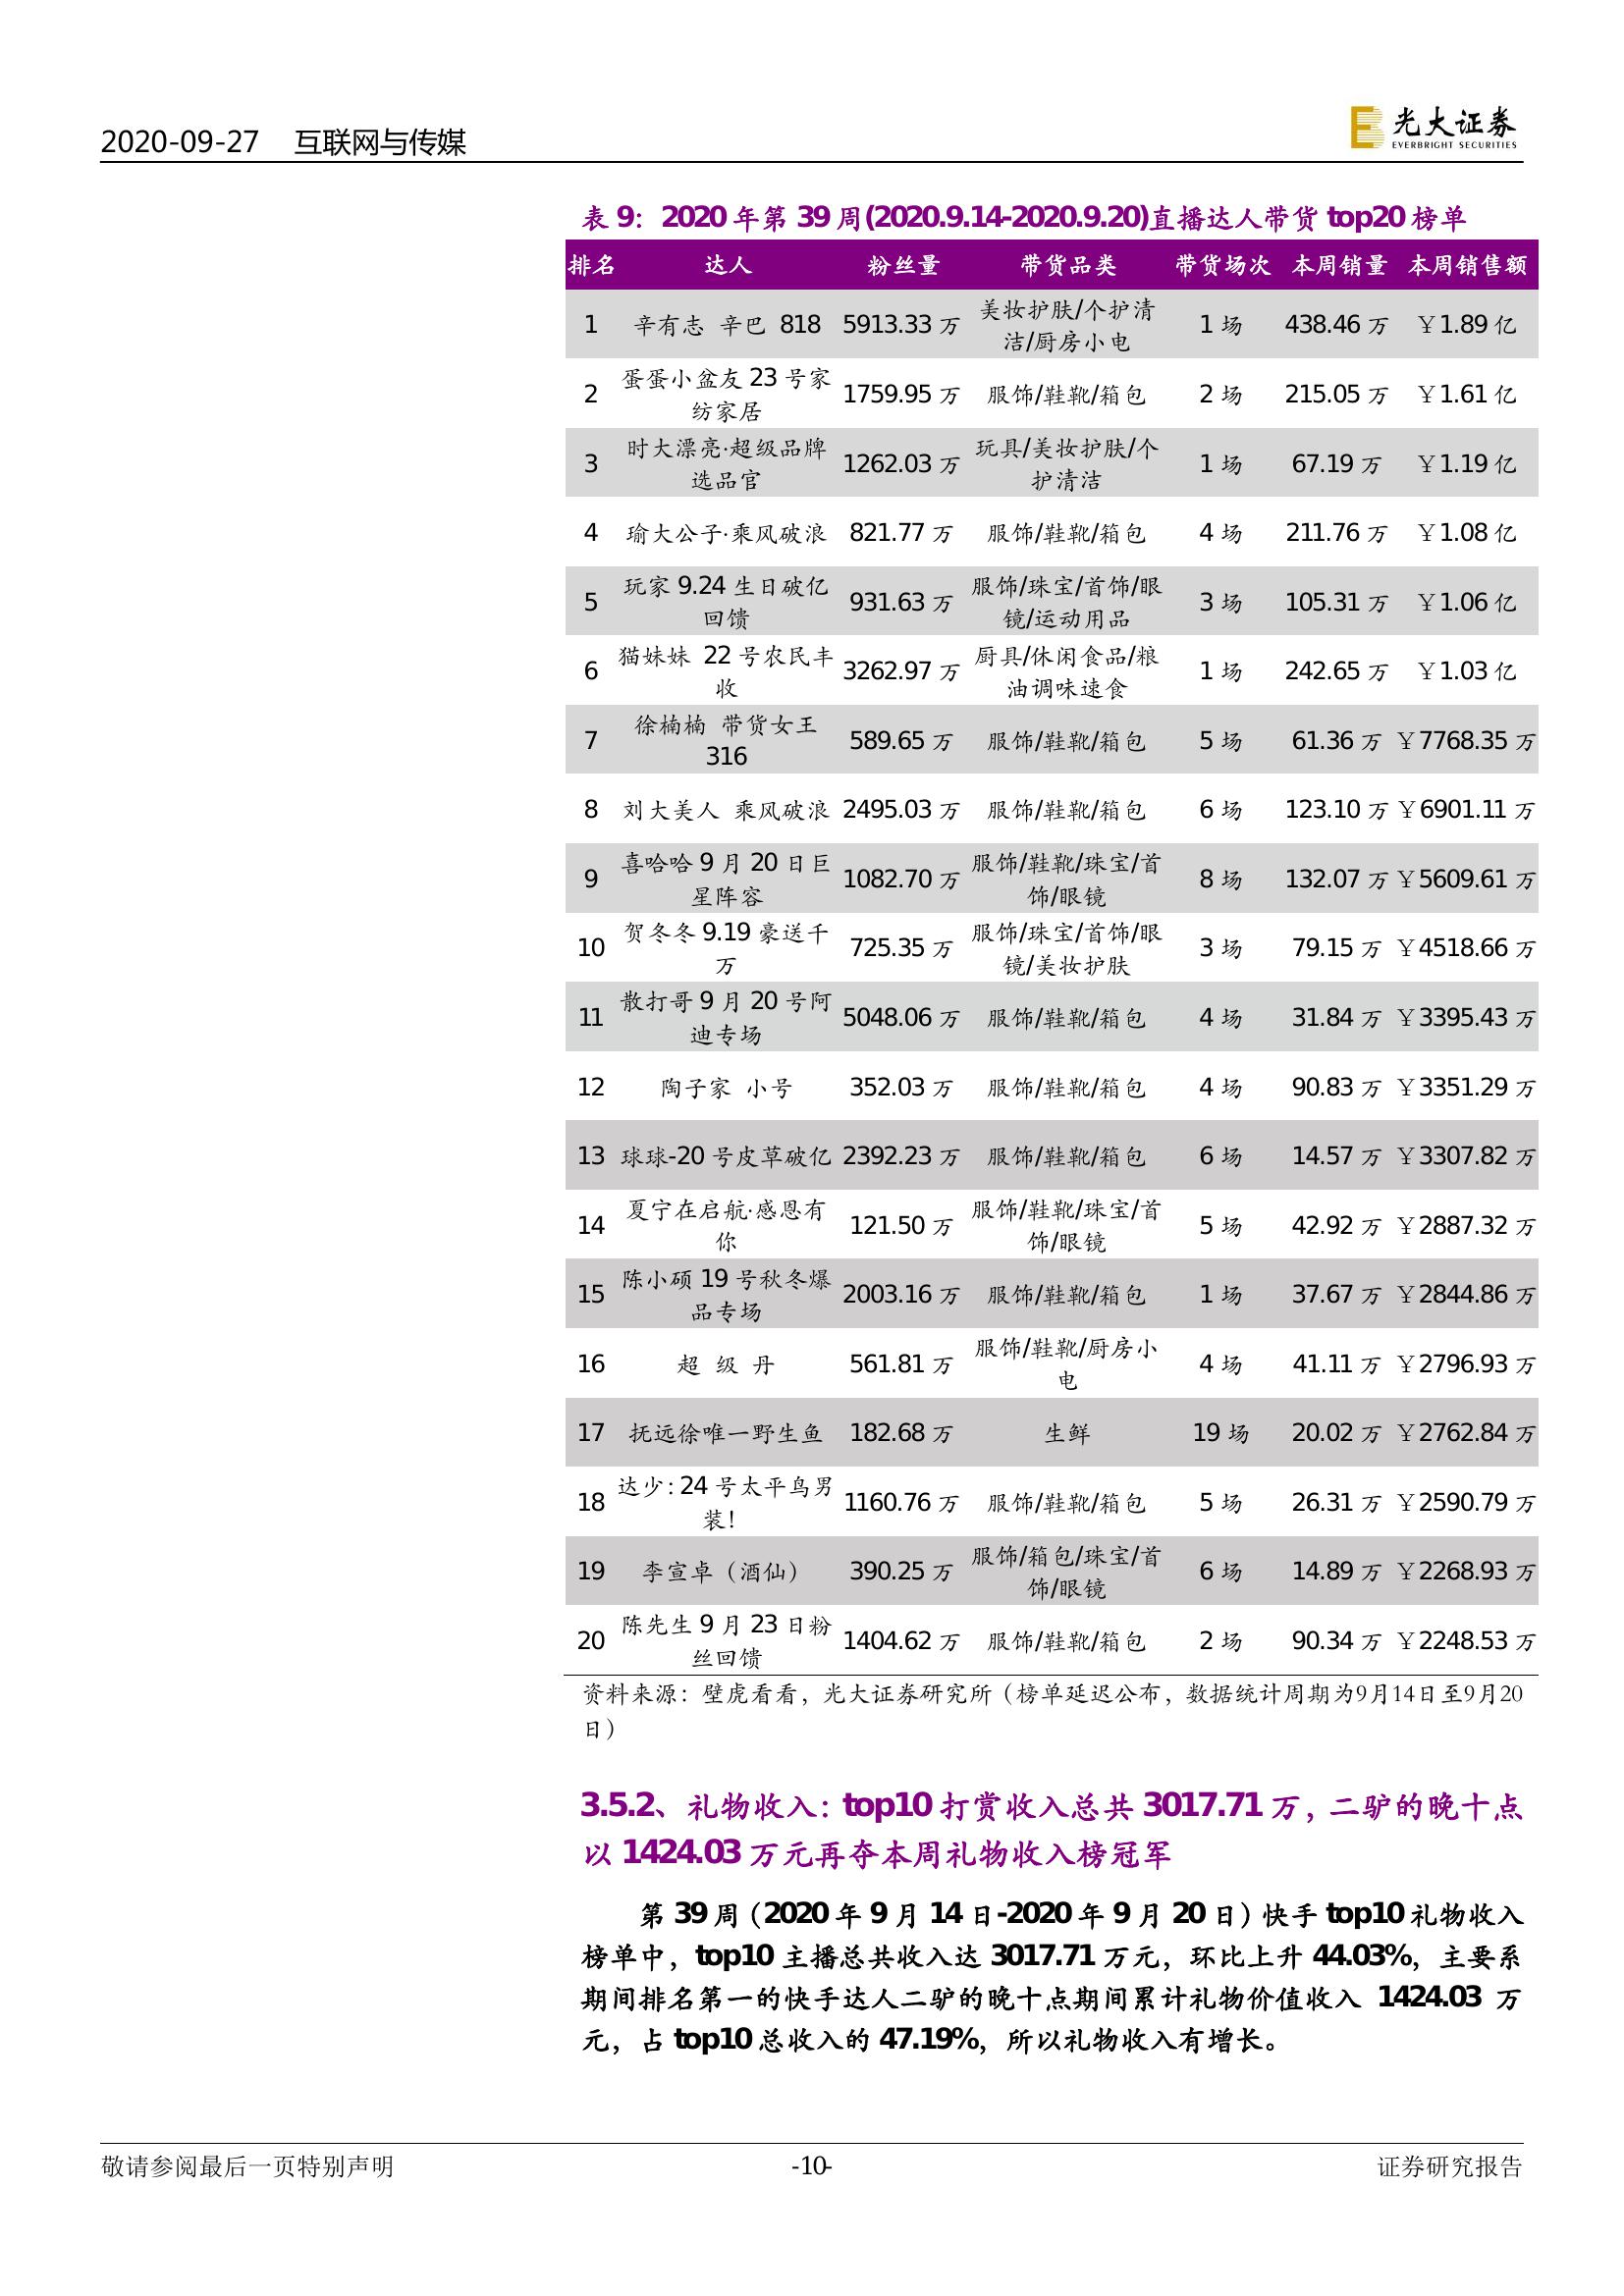 2020-09-27 互联网与传媒
光大证券
EVERBRIGHT SECURITIES
表 9：2020 年第 39 周(2020.9.14-2020.9.20)直播达人带货 top20 榜单
排名 达人 粉丝量 带货品类 带货场次 本周销量 本周销售额
1 辛有志 辛巴 818 5913.33 万 美妆护肤/个护清
洁/厨房小电 1 场 438.46 万 ￥1.89 亿
2 蛋蛋小盆友 23 号家
纺家居 1759.95 万 服饰/鞋靴/箱包 2 场 215.05 万 ￥1.61 亿
3 时大漂亮·超级品牌
选品官 1262.03 万 玩具/美妆护肤/个
护清洁 1 场 67.19 万 ￥1.19 亿
4 瑜大公子·乘风破浪 821.77 万 服饰/鞋靴/箱包 4 场 211.76 万 ￥1.08 亿
5 玩家 9.24 生日破亿
回馈 931.63 万 服饰/珠宝/首饰/眼
镜/运动用品 3 场 105.31 万 ￥1.06 亿
6 猫妹妹 22 号农民丰
收 3262.97 万 厨具/休闲食品/粮
油调味速食 1 场 242.65 万 ￥1.03 亿
7 徐楠楠 带货女王
316 589.65 万 服饰/鞋靴/箱包 5 场 61.36 万 ￥7768.35 万
8 刘大美人 乘风破浪 2495.03 万 服饰/鞋靴/箱包 6 场 123.10 万 ￥6901.11 万
9 喜哈哈 9 月 20 日巨
星阵容 1082.70 万 服饰/鞋靴/珠宝/首
饰/眼镜 8 场 132.07 万 ￥5609.61 万
10 贺冬冬 9.19 豪送千
万 725.35 万 服饰/珠宝/首饰/眼
镜/美妆护肤 3 场 79.15 万 ￥4518.66 万
11 散打哥 9 月 20 号阿
迪专场 5048.06 万 服饰/鞋靴/箱包 4 场 31.84 万 ￥3395.43 万
12 陶子家 小号 352.03 万 服饰/鞋靴/箱包 4 场 90.83 万 ￥3351.29 万
13 球球-20 号皮草破亿 2392.23 万 服饰/鞋靴/箱包 6 场 14.57 万 ￥3307.82 万
14 夏宁在启航·感恩有
你 121.50 万 服饰/鞋靴/珠宝/首
饰/眼镜 5 场 42.92 万 ￥2887.32 万
15 陈小硕 19 号秋冬爆
品专场 2003.16 万 服饰/鞋靴/箱包 1 场 37.67 万 ￥2844.86 万
16 超 级 丹 561.81 万 服饰/鞋靴/厨房小
电 4 场 41.11 万 ￥2796.93 万
17 抚远徐唯一野生鱼 182.68 万 生鲜 19 场 20.02 万 ￥2762.84 万
18 达少：24 号太平鸟男
装！ 1160.76 万 服饰/鞋靴/箱包 5 场 26.31 万 ￥2590.79 万
19 李宣卓（酒仙） 390.25 万 服饰/箱包/珠宝/首
饰/眼镜 6 场 14.89 万 ￥2268.93 万
20 陈先生 9 月 23 日粉
丝回馈 1404.62 万 服饰/鞋靴/箱包 2 场 90.34 万 ￥2248.53 万
资料来源：壁虎看看，光大证券研究所（榜单延迟公布，数据统计周期为9月14日至9月20
日）
3.5.2、礼物收入：top10 打赏收入总共 3017.71 万，二驴的晚十点
以 1424.03 万元再夺本周礼物收入榜冠军
第 39 周（2020 年 9 月 14 日-2020 年 9 月 20 日）快手 top10 礼物收入
榜单中，top10 主播总共收入达 3017.71 万元，环比上升 44.03%，主要系
期间排名第一的快手达人二驴的晚十点期间累计礼物价值收入 1424.03 万
元，占 top10 总收入的 47.19%，所以礼物收入有增长。
敬请参阅最后一页特别声明 -10- 证券研究报告